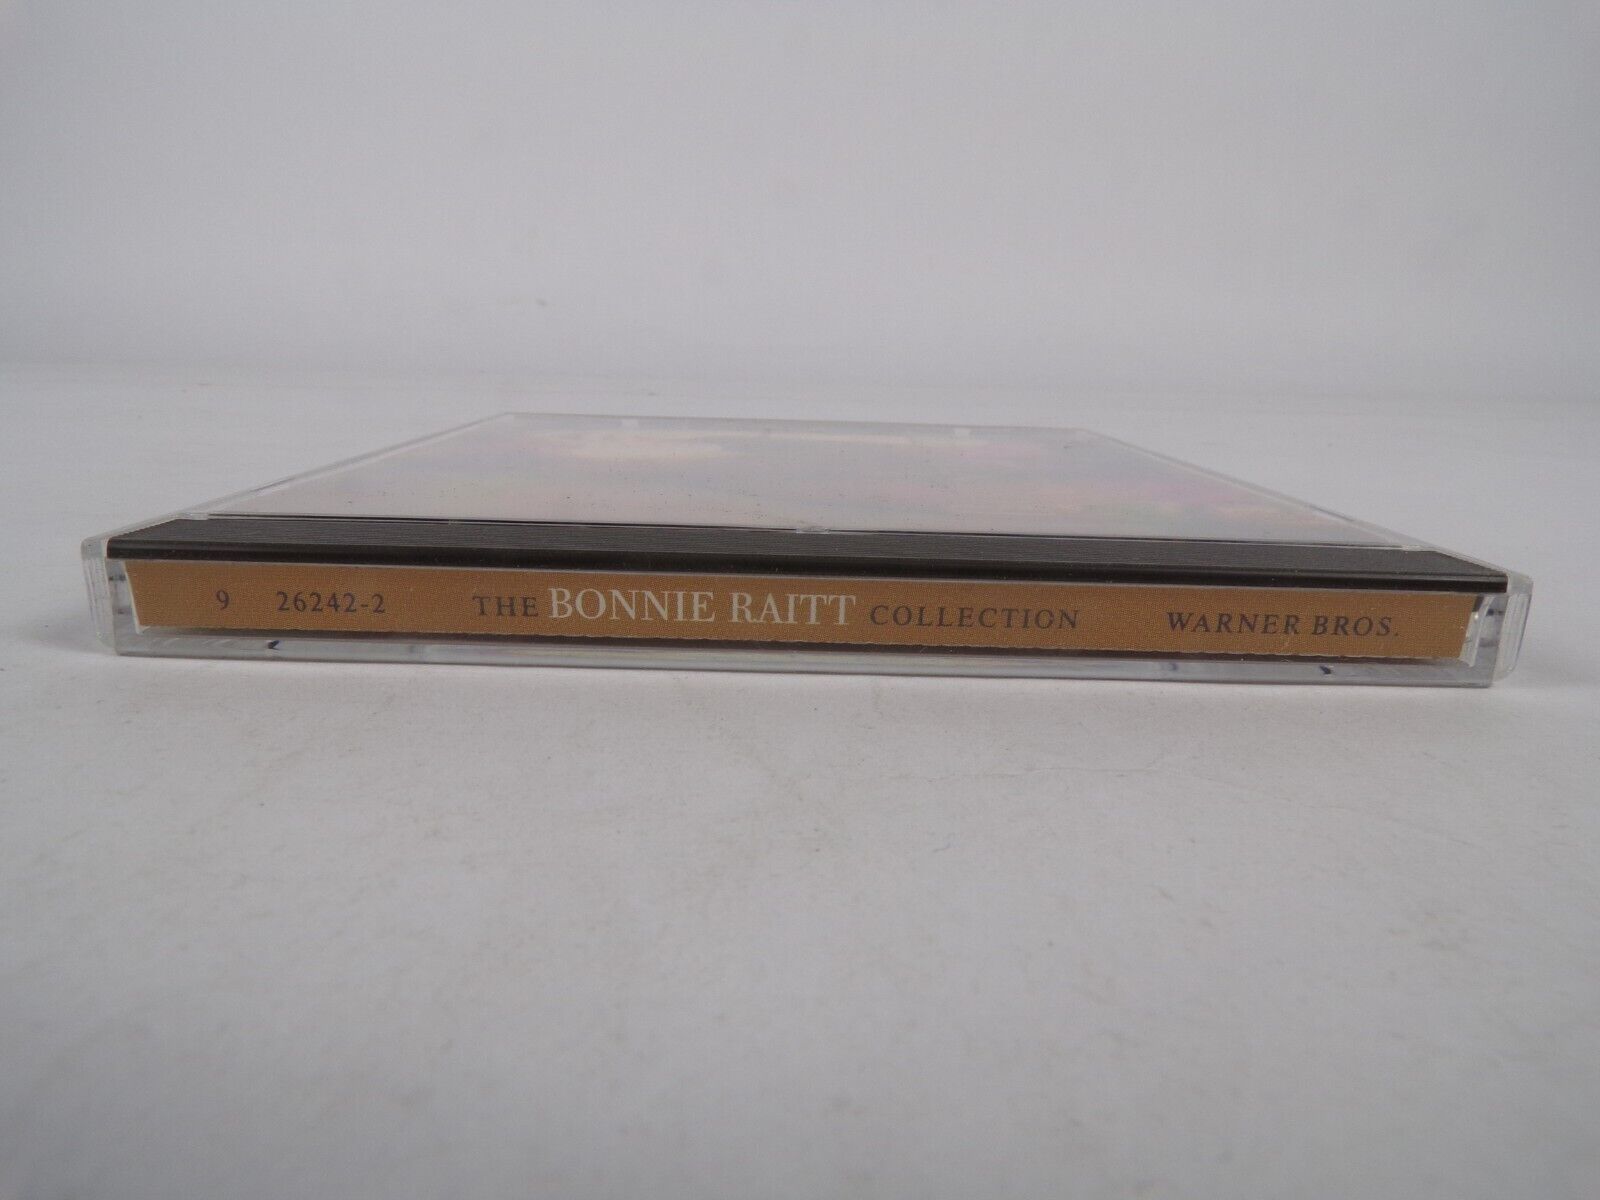 9 26242-2 THE BONNIE RAITT COLLECTION WARNER BROS.